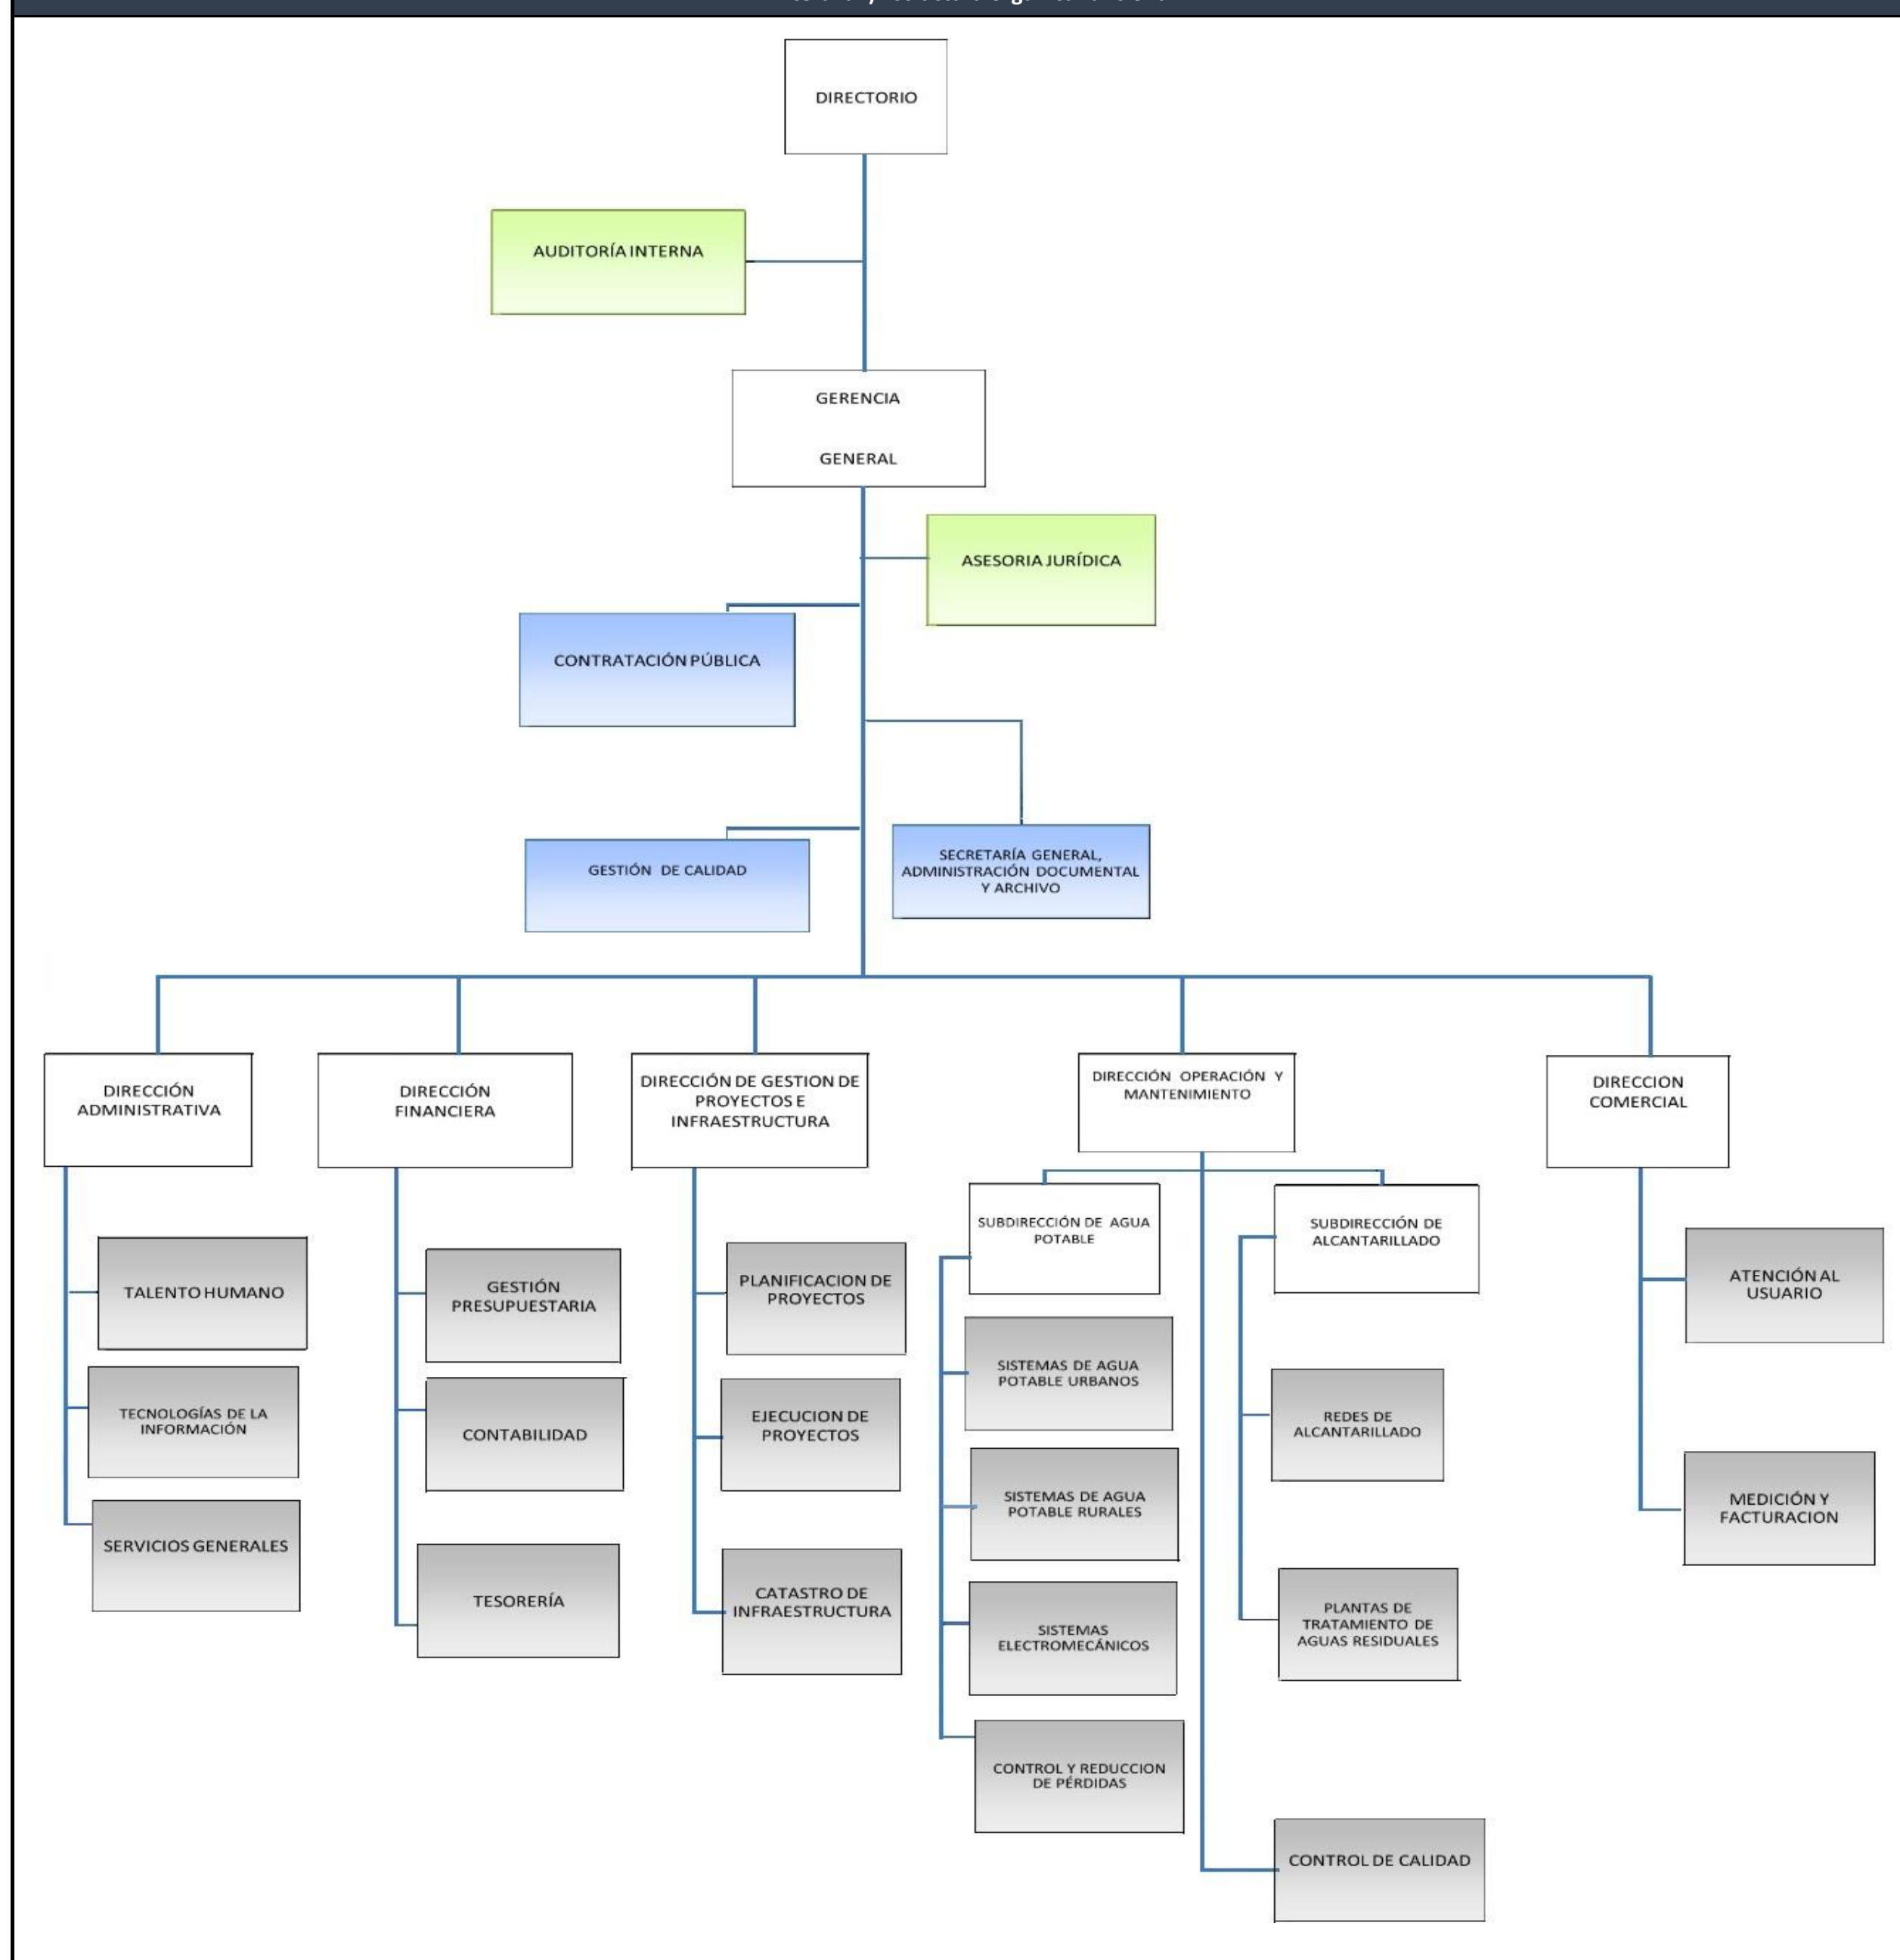 DIRECTORIO
AUDITORÍA INTERNA
GERENCIA
GENERAL
ASESORIA JURÍDICA
CONTRATACIÓN PÚBLICA
GESTIÓN DE CALIDAD
SECRETARÍA GENERAL,
ADMINISTRACIÓN DOCUMENTAL
Y ARCHIVO
DIRECCIÓN
ADMINISTRATIVA
DIRECCIÓN
FINANCIERA
DIRECCIÓN DE GESTION DE
PROYECTOS E
INFRAESTRUCTURA
DIRECCIÓN OPERACIÓN Y
MANTENIMIENTO
DIRECCION
COMERCIAL
TALENTO HUMANO
TECNOLOGÍAS DE LA
INFORMACIÓN
SERVICIOS GENERALES
GESTIÓN
PRESUPUESTARIA
CONTABILIDAD
TESORERÍA
PLANIFICACION DE
PROYECTOS
EJECUCION DE
PROYECTOS
CATASTRO DE
INFRAESTRUCTURA
SUBDIRECCIÓN DE AGUA
POTABLE
SISTEMAS DE AGUA
POTABLE URBANOS
SISTEMAS DE AGUA
POTABLE RURALES
SISTEMAS
ELECTROMECÁNICOS
CONTROL Y REDUCCION
DE PÉRDIDAS
SUBDIRECCIÓN DE
ALCANTARILLADO
REDES DE
ALCANTARILLADO
PLANTAS DE
TRATAMIENTO DE
AGUAS RESIDUALES
CONTROL DE CALIDAD
ATENCIÓN AL
USUARIO
MEDICIÓN Y
FACTURACION